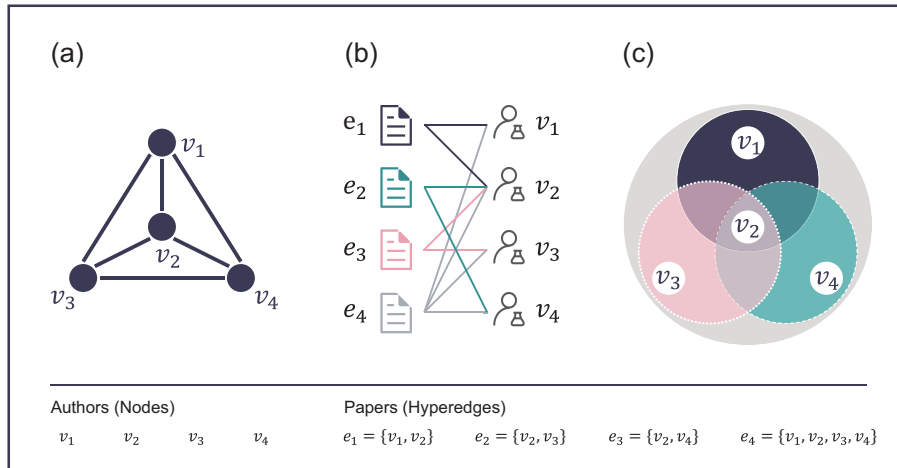 (a) (b) (c)
v₁
v₂
v₃ v₄
e₁ v₁
e₂ v₂
e₃ v₃
e₄ v₄
v₁
v₂
v₃ v₄
Authors (Nodes) Papers (Hyperedges)
v₁ v₂ v₃ v₄ e₁ = {v₁, v₂} e₂ = {v₂, v₃} e₃ = {v₂, v₄} e₄ = {v₁, v₂, v₃, v₄}